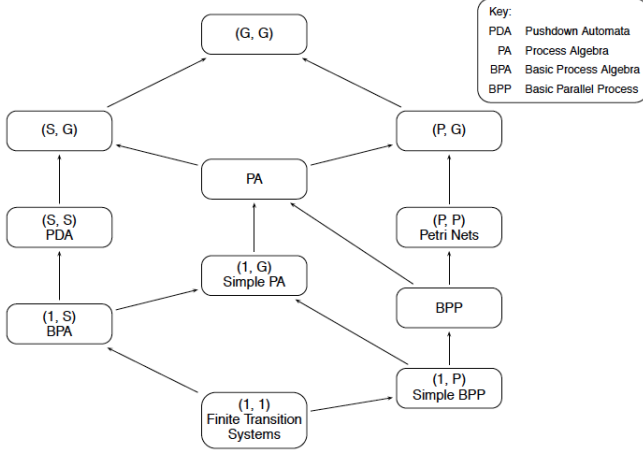 Key:
PDA Pushdown Automata
PA Process Algebra
BPA Basic Process Algebra
BPP Basic Parallel Process
(G, G)
(S, G)
(P, G)
PA
(S, S)
PDA
(P, P)
Petri Nets
(1, G)
Simple PA
(1, S)
BPA
BPP
(1, P)
Simple BPP
(1, 1)
Finite Transition
Systems